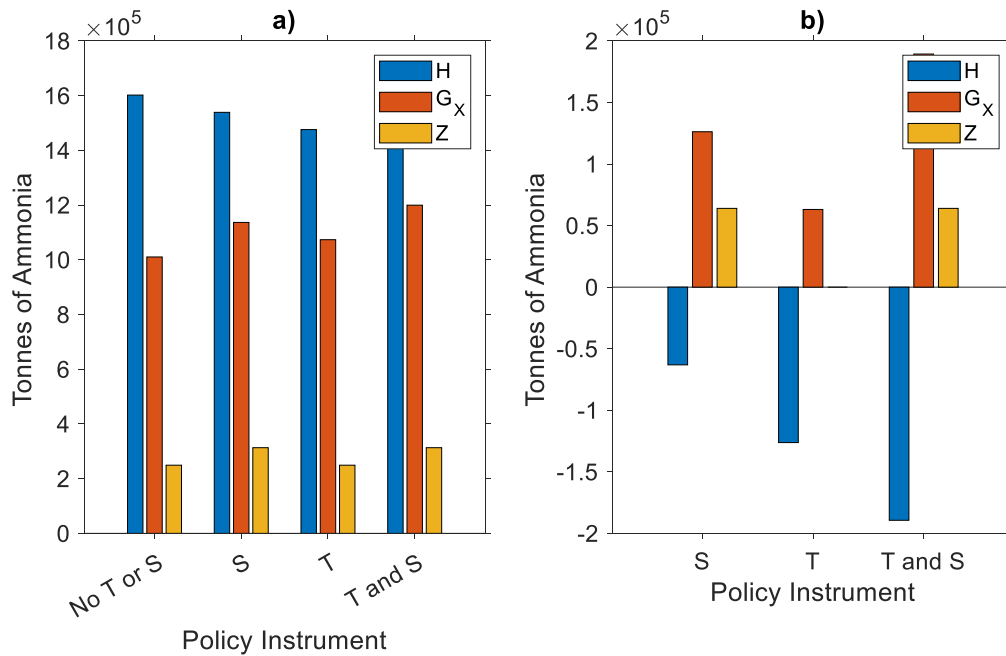 a)
×10^5
18
16
14
12
10
8
6
4
2
0
Tonnes of Ammonia
H
G_X
Z
No T or S
S
T
T and S
Policy Instrument
b)
×10^5
2
1.5
1
0.5
0
-0.5
-1
-1.5
-2
Tonnes of Ammonia
H
G_X
Z
S
T
T and S
Policy Instrument